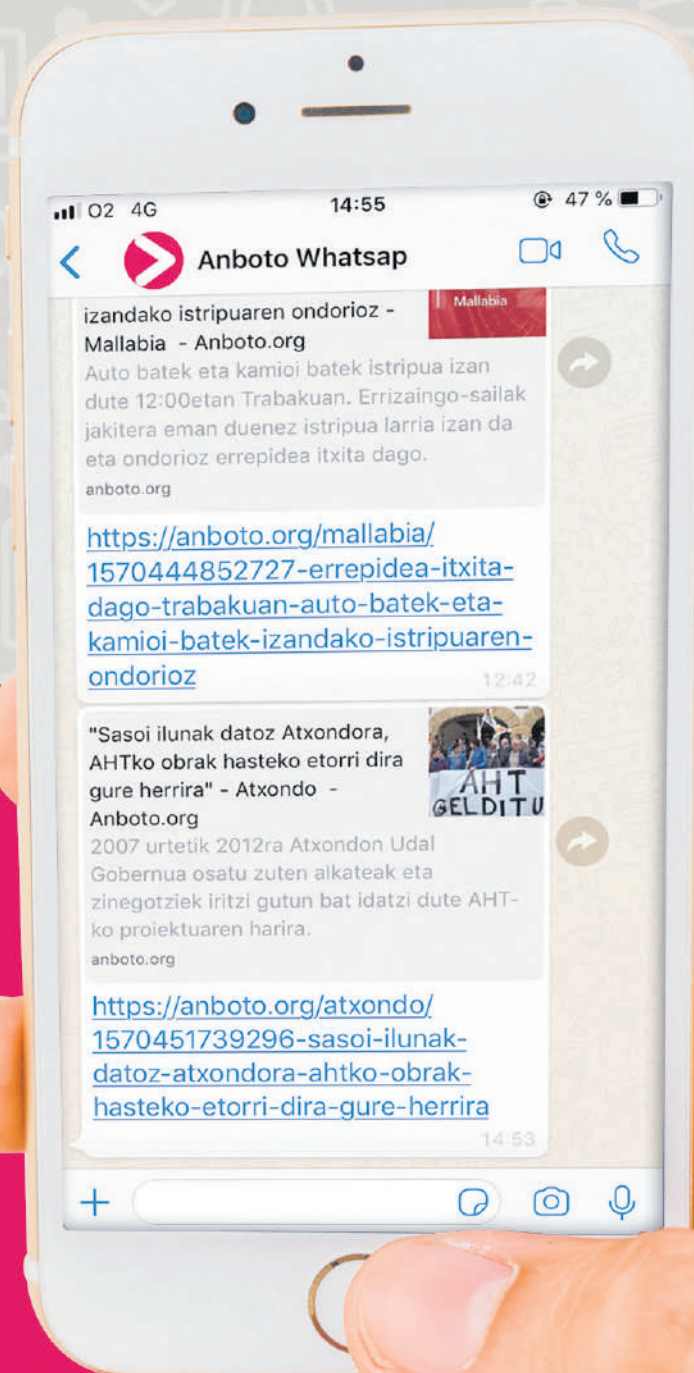 O2 4G 14:55 47 %
Anboto Whatsap
izandako istripuaren ondorioz -
Mallabia - Anboto.org
Mallabia
Auto batek eta kamioi batek istripua izan
dute 12:00etan Trabakuan. Errizaingo-sailak
jakitera eman duenez istripua larria izan da
eta ondorioz errepidea itxita dago.
anboto.org
https://anboto.org/mallabia/
1570444852727-errepidea-itxita-
dago-trabakuan-auto-batek-eta-
kamioi-batek-izandako-istripuaren-
ondorioz
12:42
"Sasoi ilunak datoz Atxondora,
AHTko obrak hasteko etorri dira
gure herrira" - Atxondo -
Anboto.org
AHT
GELDITU
2007 urtetik 2012ra Atxondon Udal
Gobernua osatu zuten alkateak eta
zinegotziek iritzi gutun bat idatzi dute AHT-
ko proiektuaren harira.
anboto.org
https://anboto.org/atxondo/
1570451739296-sasoi-ilunak-
datoz-atxondora-ahtko-obrak-
hasteko-etorri-dira-gure-herrira
14:53